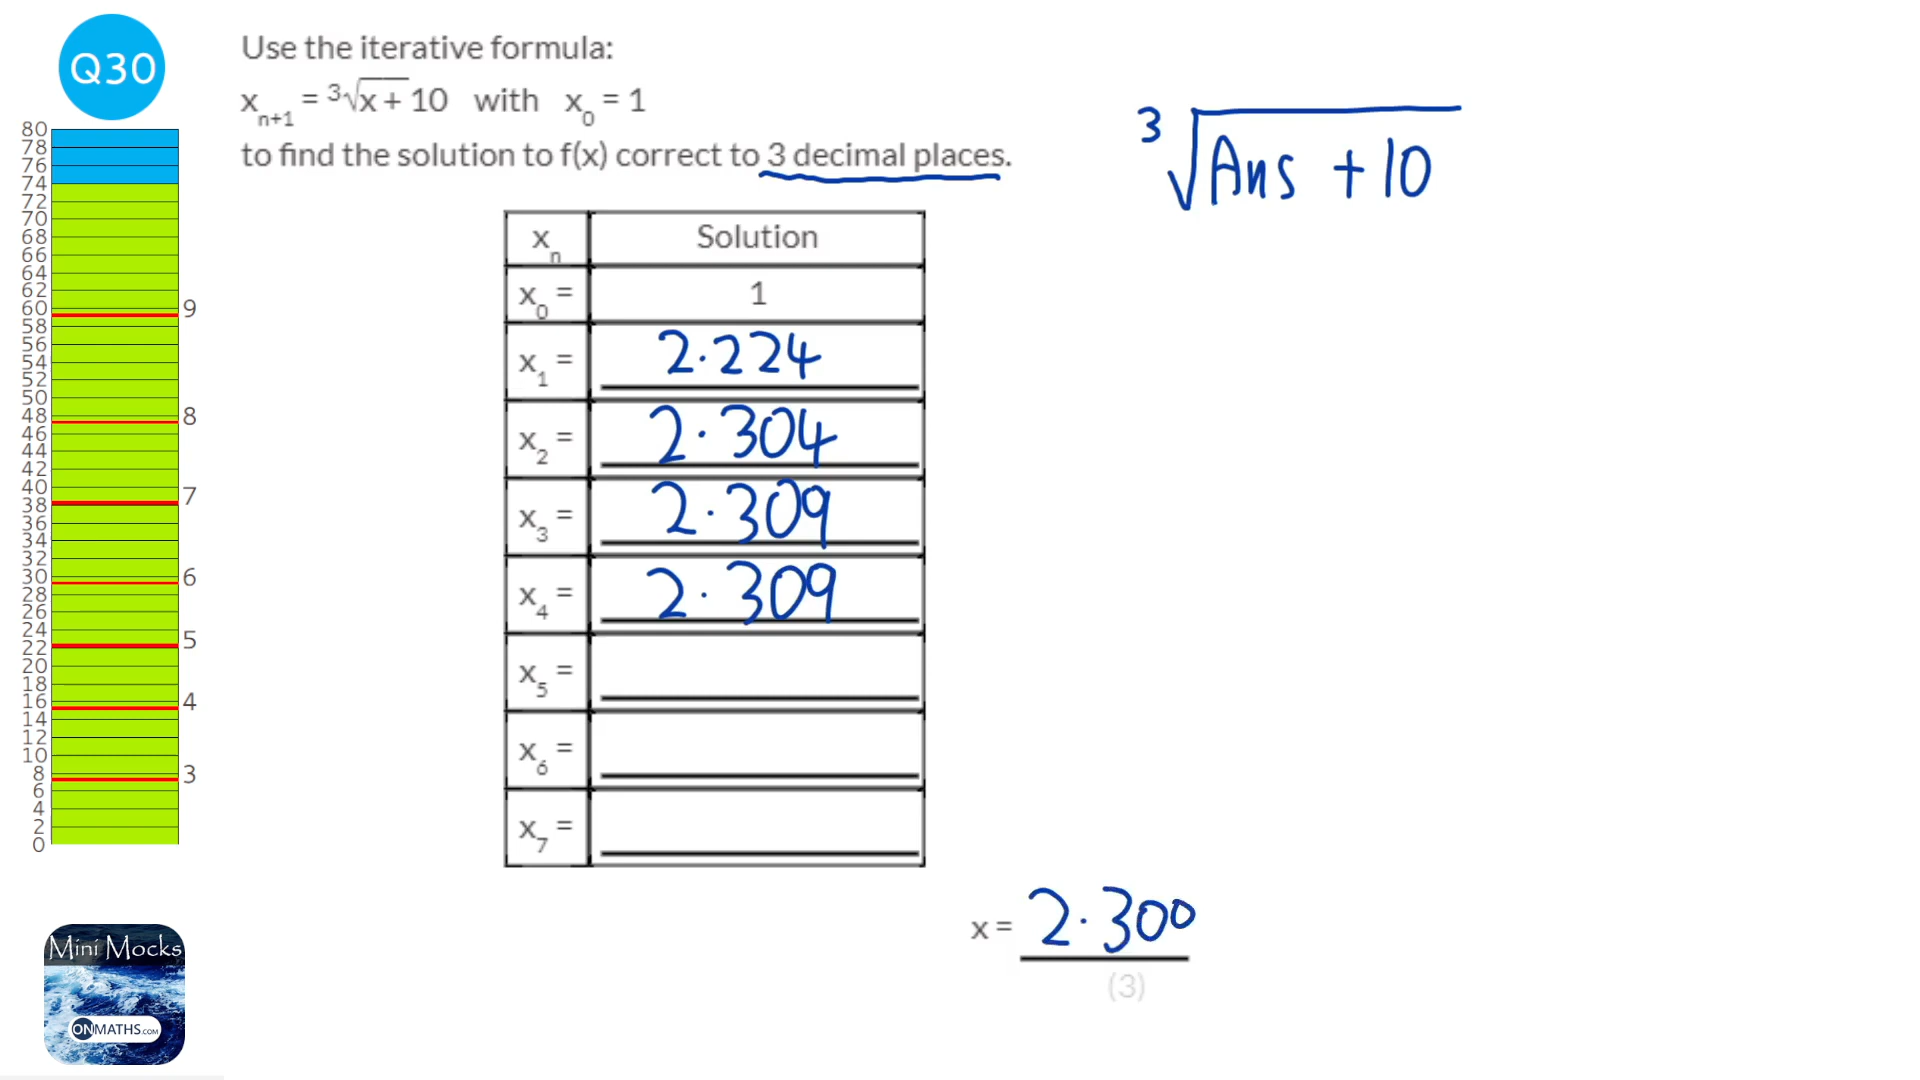 Q30
Use the iterative formula:
xₙ₊₁ = ³√x + 10 with x₀ = 1
to find the solution to f(x) correct to 3 decimal places.
³√Ans + 10
xₙ Solution
x₀ = 1
x₁ = 2.224
x₂ = 2.304
x₃ = 2.309
x₄ = 2.309
x₅ =
x₆ =
x₇ =
x = 2.300
(3)
80
78
76
74
72
70
68
66
64
62
60 9
58
56
54
52
50
48 8
46
44
42
40
38 7
36
34
32
30 6
28
26
24
22 5
20
18
16 4
14
12
10
8 3
6
4
2
0
Mini Mocks
ONMATHS.COM